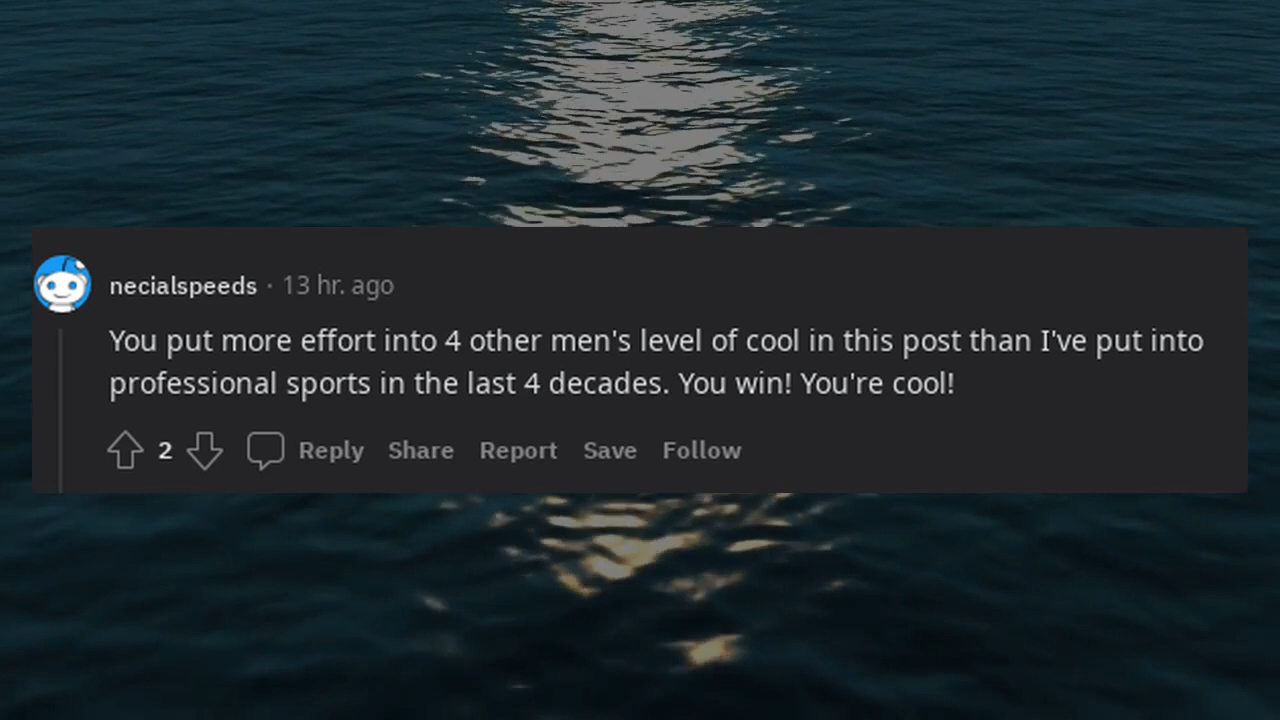 necialspeeds · 13 hr. ago
You put more effort into 4 other men's level of cool in this post than I've put into
professional sports in the last 4 decades. You win! You're cool!
2 Reply Share Report Save Follow